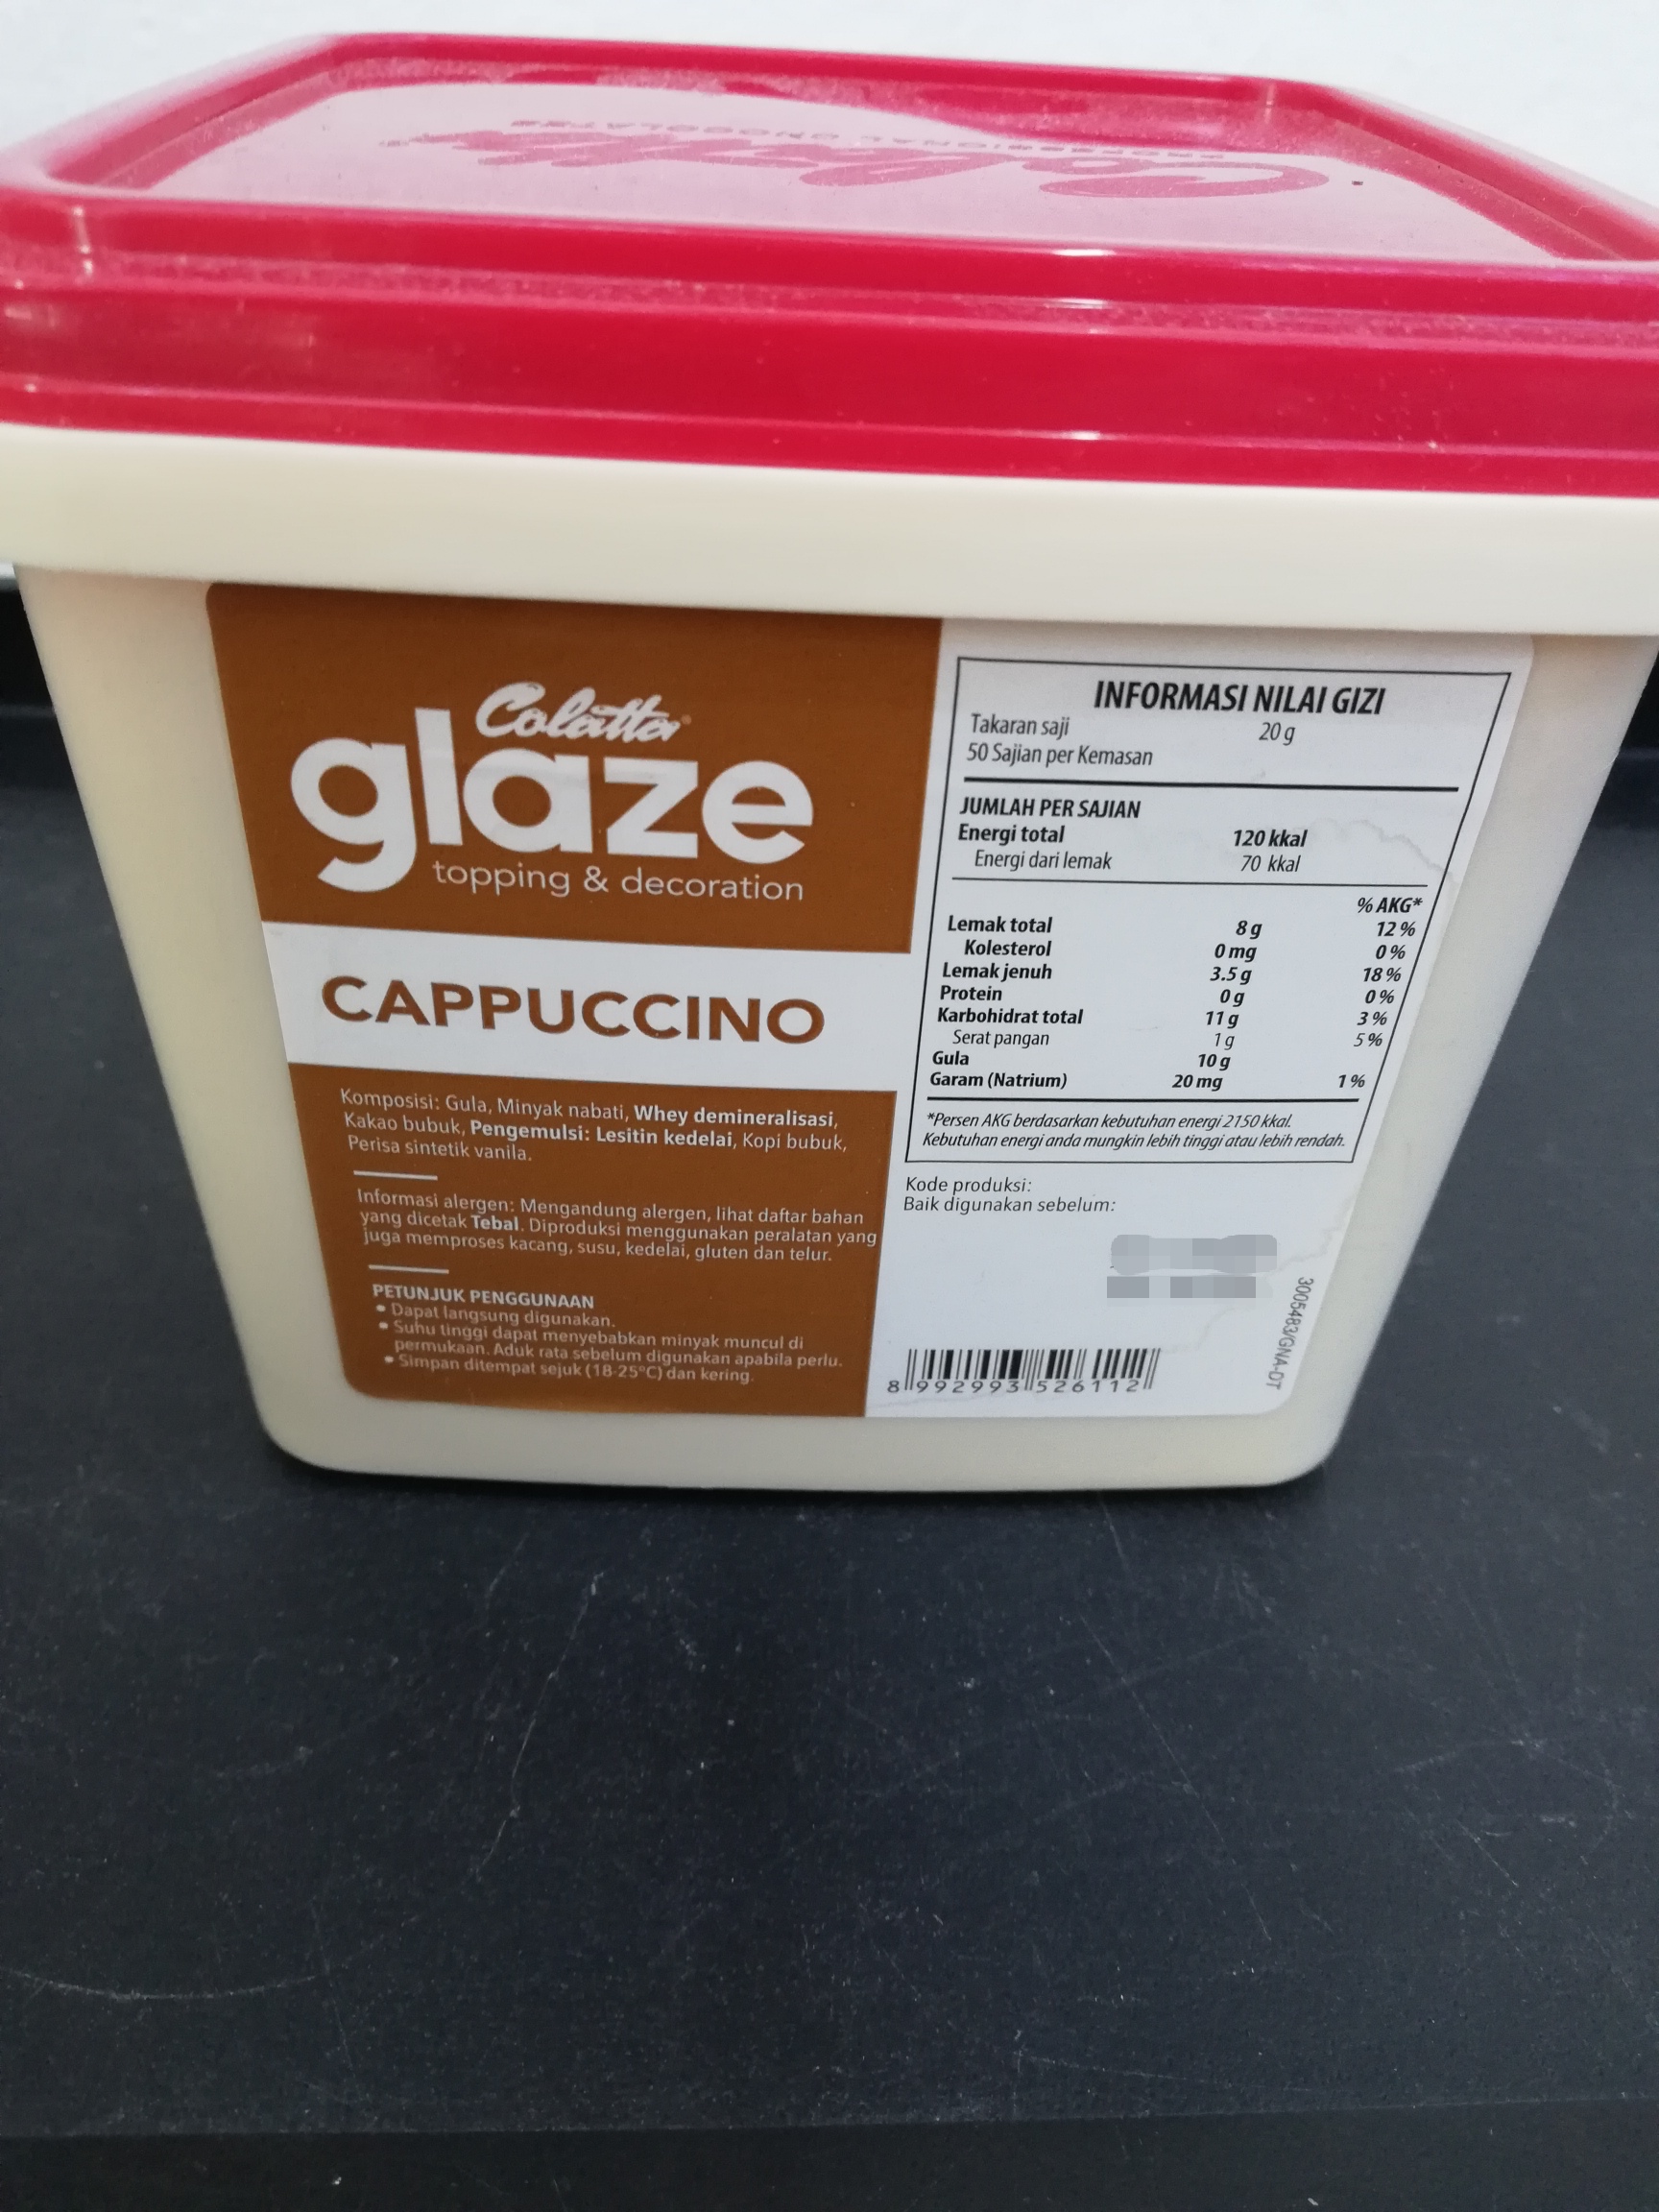 Colatta
PROFESSIONAL CHOCOLATES
Colatta®
glaze
topping & decoration
CAPPUCCINO
Komposisi: Gula, Minyak nabati, Whey demineralisasi,
Kakao bubuk, Pengemulsi: Lesitin kedelai, Kopi bubuk,
Perisa sintetik vanila.
Informasi alergen: Mengandung alergen, lihat daftar bahan
yang dicetak Tebal. Diproduksi menggunakan peralatan yang
juga memproses kacang, susu, kedelai, gluten dan telur.
PETUNJUK PENGGUNAAN
• Dapat langsung digunakan.
• Suhu tinggi dapat menyebabkan minyak muncul di
permukaan. Aduk rata sebelum digunakan apabila perlu.
• Simpan ditempat sejuk (18-25°C) dan kering.
INFORMASI NILAI GIZI
Takaran saji 20 g
50 Sajian per Kemasan
JUMLAH PER SAJIAN
Energi total 120 kkal
Energi dari lemak 70 kkal
% AKG*
Lemak total 8 g 12 %
Kolesterol 0 mg 0 %
Lemak jenuh 3.5 g 18 %
Protein 0 g 0 %
Karbohidrat total 11 g 3 %
Serat pangan 1 g 5 %
Gula 10 g
Garam (Natrium) 20 mg 1 %
*Persen AKG berdasarkan kebutuhan energi 2150 kkal.
Kebutuhan energi anda mungkin lebih tinggi atau lebih rendah.
Kode produksi:
Baik digunakan sebelum:
8 992993 526112
3005483/GNA-DT